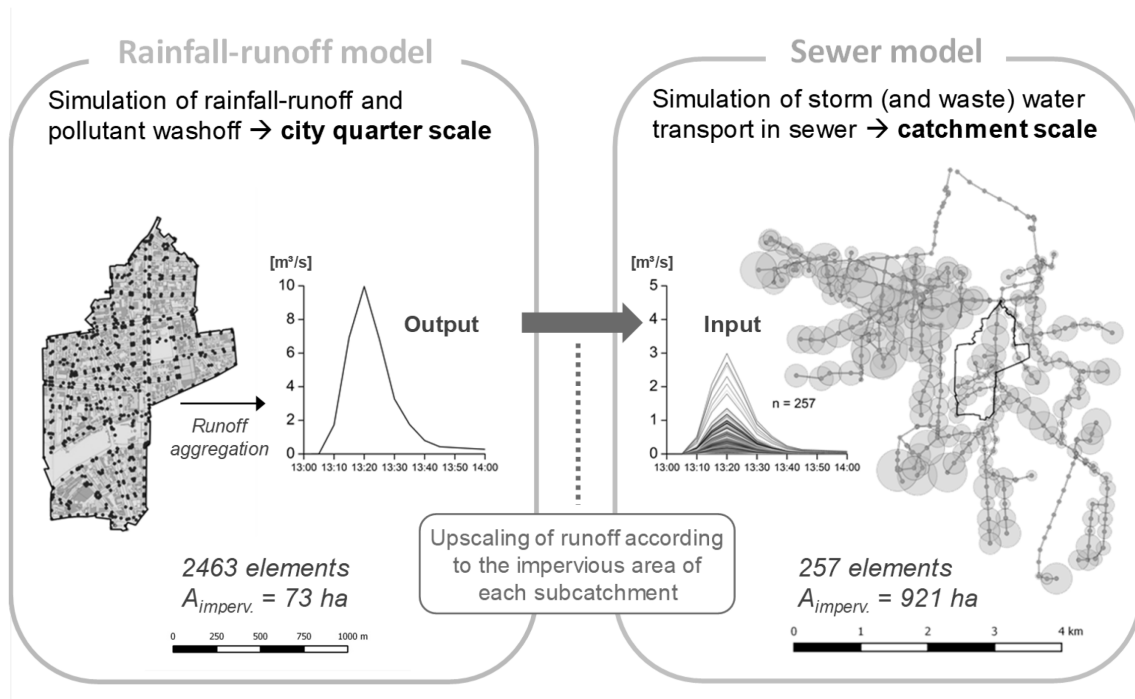 Rainfall-runoff model
Simulation of rainfall-runoff and
pollutant washoff → city quarter scale
[m³/s]
10
8
6
4
2
0
13:00 13:10 13:20 13:30 13:40 13:50 14:00
Output
Runoff
aggregation
2463 elements
A_imperv. = 73 ha
0 250 500 750 1000 m
Upscaling of runoff according
to the impervious area of
each subcatchment
Sewer model
Simulation of storm (and waste) water
transport in sewer → catchment scale
[m³/s]
5
4
3
2
1
0
13:00 13:10 13:20 13:30 13:40 13:50 14:00
Input
n = 257
257 elements
A_imperv. = 921 ha
0 1 2 3 4 km